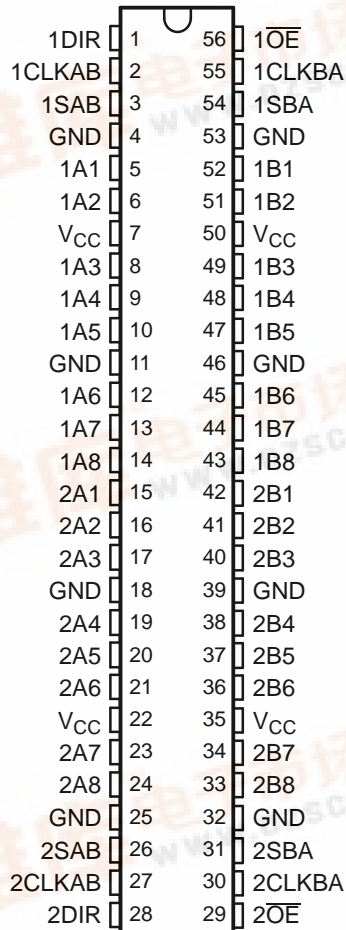 1DIR 1 56 1O̅E̅
1CLKAB 2 55 1CLKBA
1SAB 3 54 1SBA
GND 4 53 GND
1A1 5 52 1B1
1A2 6 51 1B2
VCC 7 50 VCC
1A3 8 49 1B3
1A4 9 48 1B4
1A5 10 47 1B5
GND 11 46 GND
1A6 12 45 1B6
1A7 13 44 1B7
1A8 14 43 1B8
2A1 15 42 2B1
2A2 16 41 2B2
2A3 17 40 2B3
GND 18 39 GND
2A4 19 38 2B4
2A5 20 37 2B5
2A6 21 36 2B6
VCC 22 35 VCC
2A7 23 34 2B7
2A8 24 33 2B8
GND 25 32 GND
2SAB 26 31 2SBA
2CLKAB 27 30 2CLKBA
2DIR 28 29 2O̅E̅